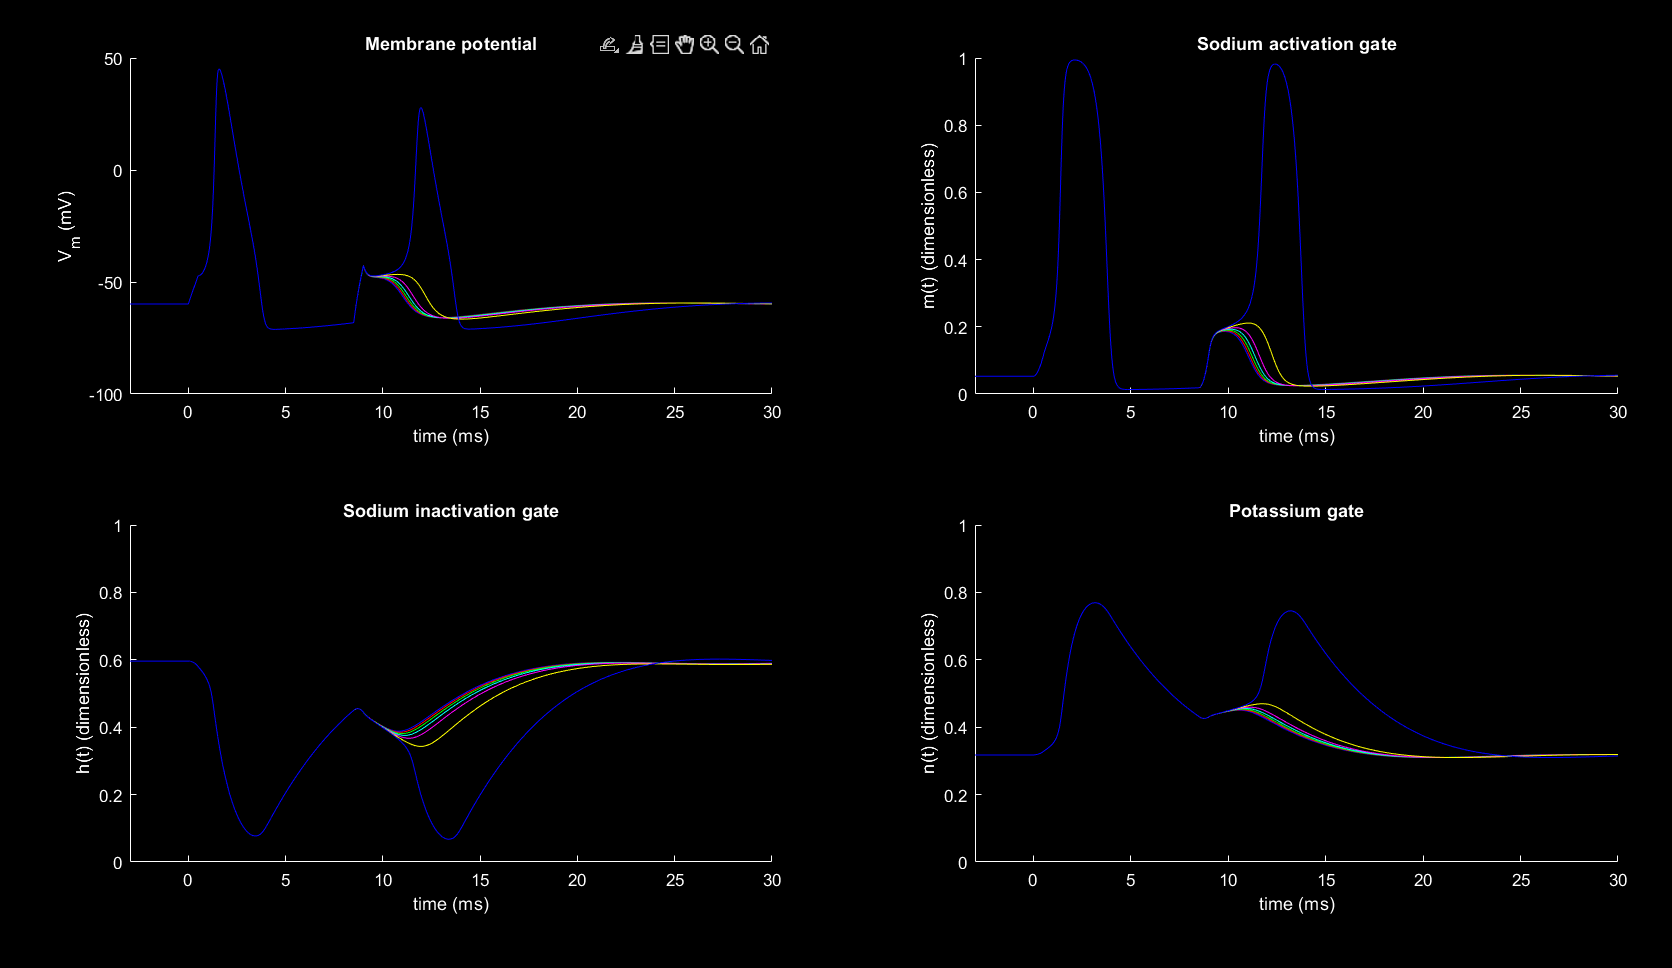 Membrane potential
50
0
-50
-100
V_m (mV)
0 5 10 15 20 25 30
time (ms)
Sodium activation gate
1
0.8
0.6
0.4
0.2
0
m(t) (dimensionless)
0 5 10 15 20 25 30
time (ms)
Sodium inactivation gate
1
0.8
0.6
0.4
0.2
0
h(t) (dimensionless)
0 5 10 15 20 25 30
time (ms)
Potassium gate
1
0.8
0.6
0.4
0.2
0
n(t) (dimensionless)
0 5 10 15 20 25 30
time (ms)